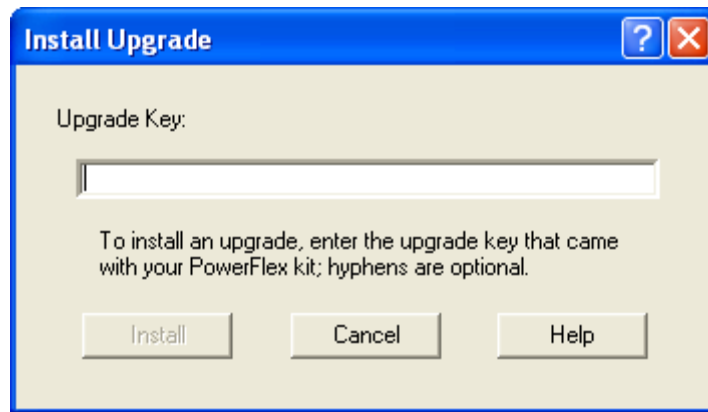 Install Upgrade
Upgrade Key:
To install an upgrade, enter the upgrade key that came
with your PowerFlex kit; hyphens are optional.
Install Cancel Help